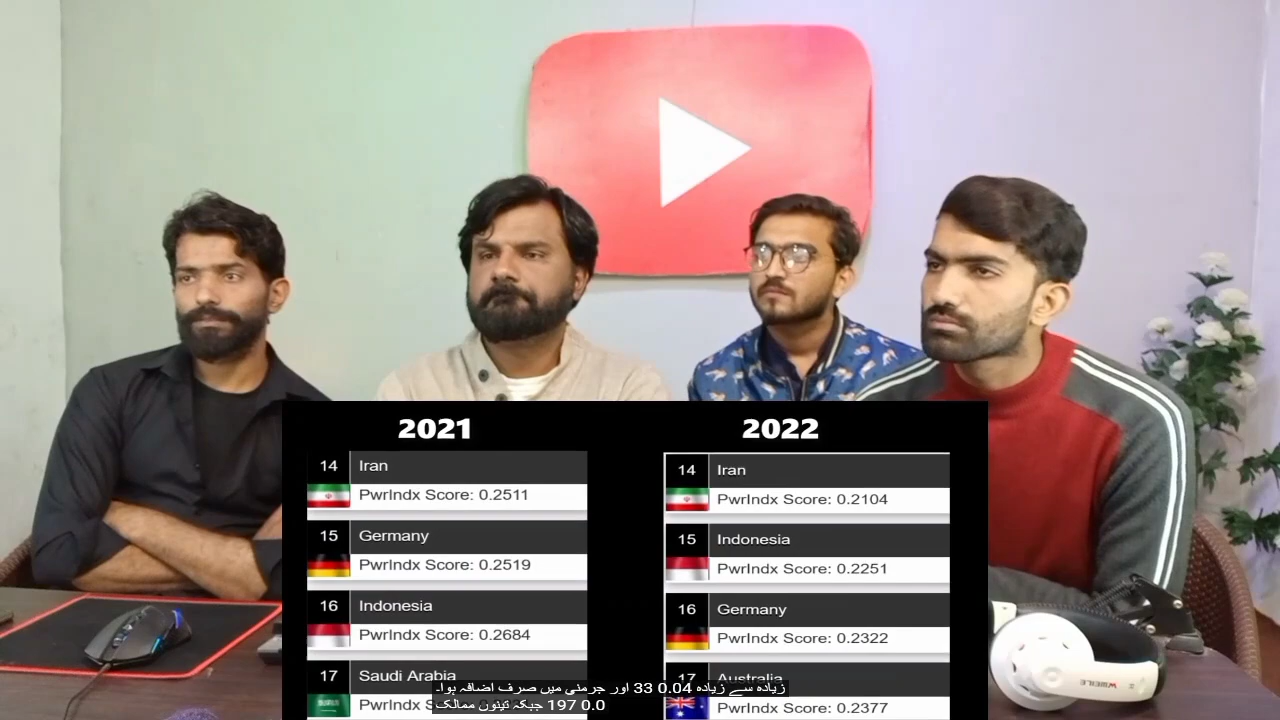 2021
14 Iran
PwrIndx Score: 0.2511
15 Germany
PwrIndx Score: 0.2519
16 Indonesia
PwrIndx Score: 0.2684
17 Saudi Arabia
2022
14 Iran
PwrIndx Score: 0.2104
15 Indonesia
PwrIndx Score: 0.2251
16 Germany
PwrIndx Score: 0.2322
17 Australia
PwrIndx Score: 0.2377
زیادہ سے زیادہ 0.04 33 اور جرمنی میں صرف اضافہ ہوا۔
0.0 197 جبکہ تینوں ممالک